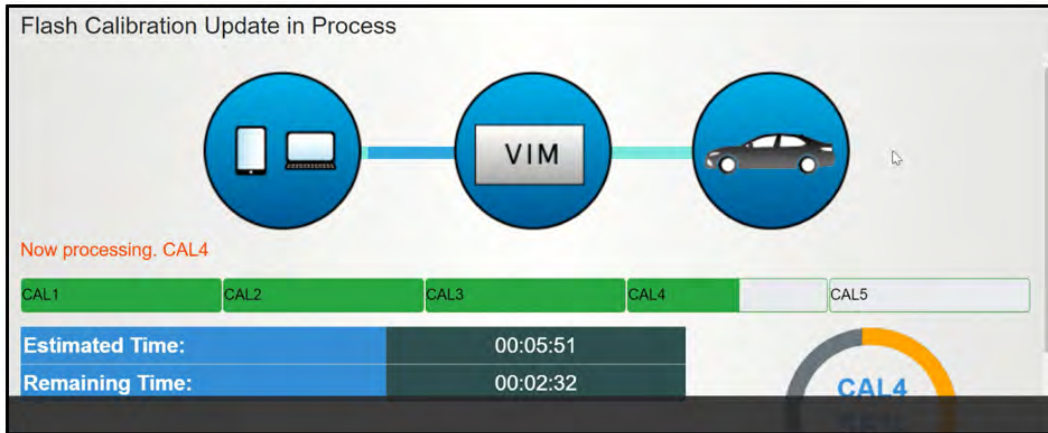 Flash Calibration Update in Process
VIM
Now processing. CAL4
CAL1 CAL2 CAL3 CAL4 CAL5
Estimated Time: 00:05:51
Remaining Time: 00:02:32
CAL4